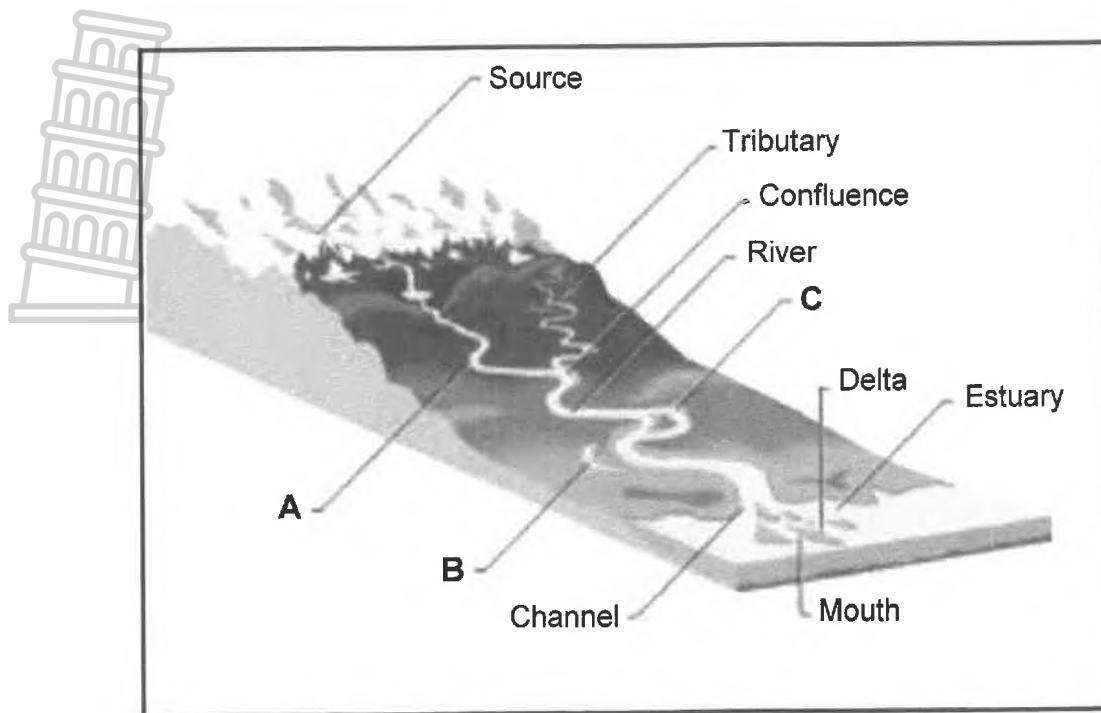 Source
Tributary
Confluence
River
C
Delta
Estuary
A
B
Channel
Mouth